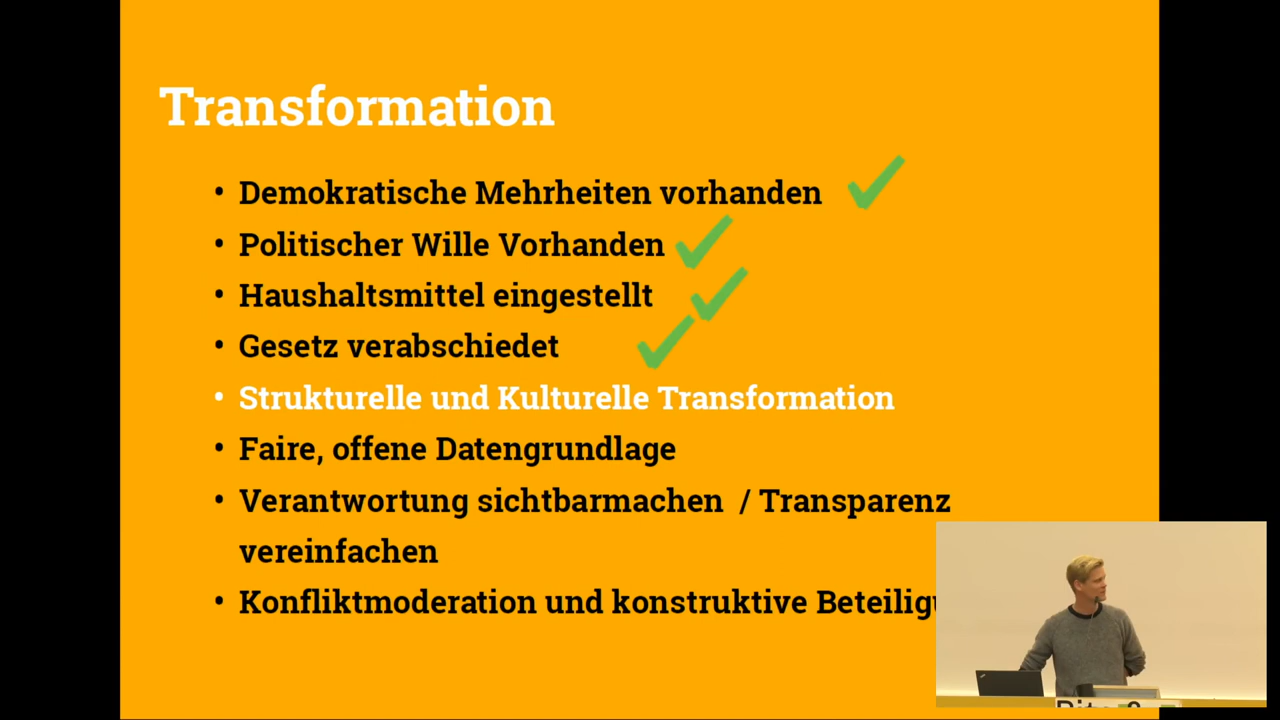 Transformation
• Demokratische Mehrheiten vorhanden
• Politischer Wille Vorhanden
• Haushaltsmittel eingestellt
• Gesetz verabschiedet
• Strukturelle und Kulturelle Transformation
• Faire, offene Datengrundlage
• Verantwortung sichtbarmachen / Transparenz
vereinfachen
• Konfliktmoderation und konstruktive